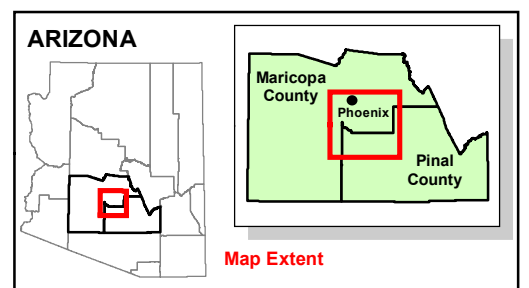 ARIZONA
Maricopa
County
Phoenix
Pinal
County
Map Extent